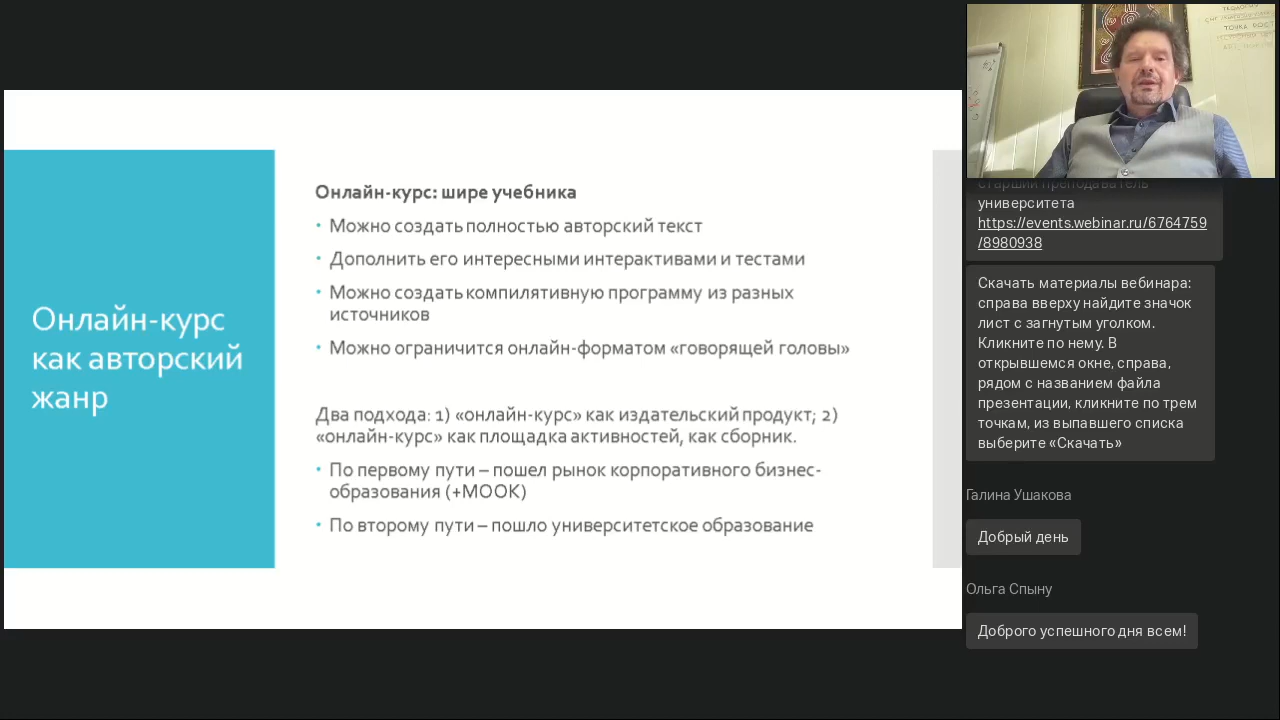 Онлайн-курс
как авторский
жанр
Онлайн-курс: шире учебника
• Можно создать полностью авторский текст
• Дополнить его интересными интерактивами и тестами
• Можно создать компилятивную программу из разных
источников
• Можно ограничится онлайн-форматом «говорящей головы»
Два подхода: 1) «онлайн-курс» как издательский продукт; 2)
«онлайн-курс» как площадка активностей, как сборник.
• По первому пути – пошел рынок корпоративного бизнес-
образования (+МООК)
• По второму пути – пошло университетское образование
ТОЧКА РОСТ
Старший преподаватель
университета
https://events.webinar.ru/6764759
/8980938
Скачать материалы вебинара:
справа вверху найдите значок
лист с загнутым уголком.
Кликните по нему. В
открывшемся окне, справа,
рядом с названием файла
презентации, кликните по трем
точкам, из выпавшего списка
выберите «Скачать»
Галина Ушакова
Добрый день
Ольга Спыну
Доброго успешного дня всем!